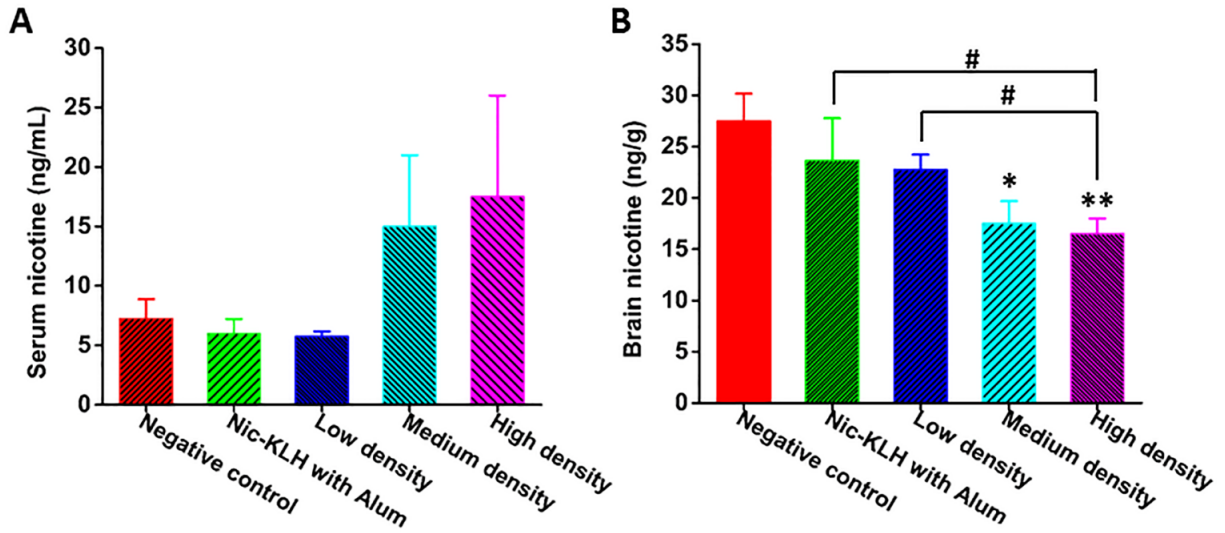 A
Serum nicotine (ng/mL)
30
25
20
15
10
5
0
Negative control
Nic-KLH with Alum
Low density
Medium density
High density
B
Brain nicotine (ng/g)
35
30
25
20
15
10
5
0
#
#
*
**
Negative control
Nic-KLH with Alum
Low density
Medium density
High density